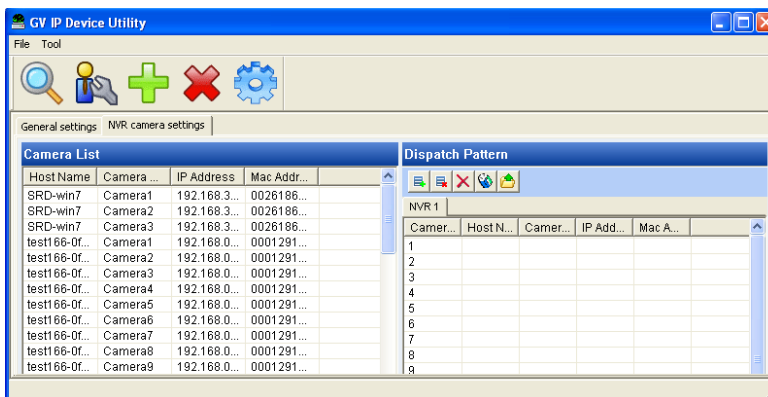 GV IP Device Utility
File Tool
General settings NVR camera settings
Camera List
Host Name Camera ... IP Address Mac Addr...
SRD-win7 Camera1 192.168.3... 0026186...
SRD-win7 Camera2 192.168.3... 0026186...
SRD-win7 Camera3 192.168.3... 0026186...
test166-0f... Camera1 192.168.0... 0001291...
test166-0f... Camera2 192.168.0... 0001291...
test166-0f... Camera3 192.168.0... 0001291...
test166-0f... Camera4 192.168.0... 0001291...
test166-0f... Camera5 192.168.0... 0001291...
test166-0f... Camera6 192.168.0... 0001291...
test166-0f... Camera7 192.168.0... 0001291...
test166-0f... Camera8 192.168.0... 0001291...
test166-0f... Camera9 192.168.0... 0001291...
Dispatch Pattern
NVR 1
Camer... Host N... Camer... IP Add... Mac A...
1
2
3
4
5
6
7
8
9